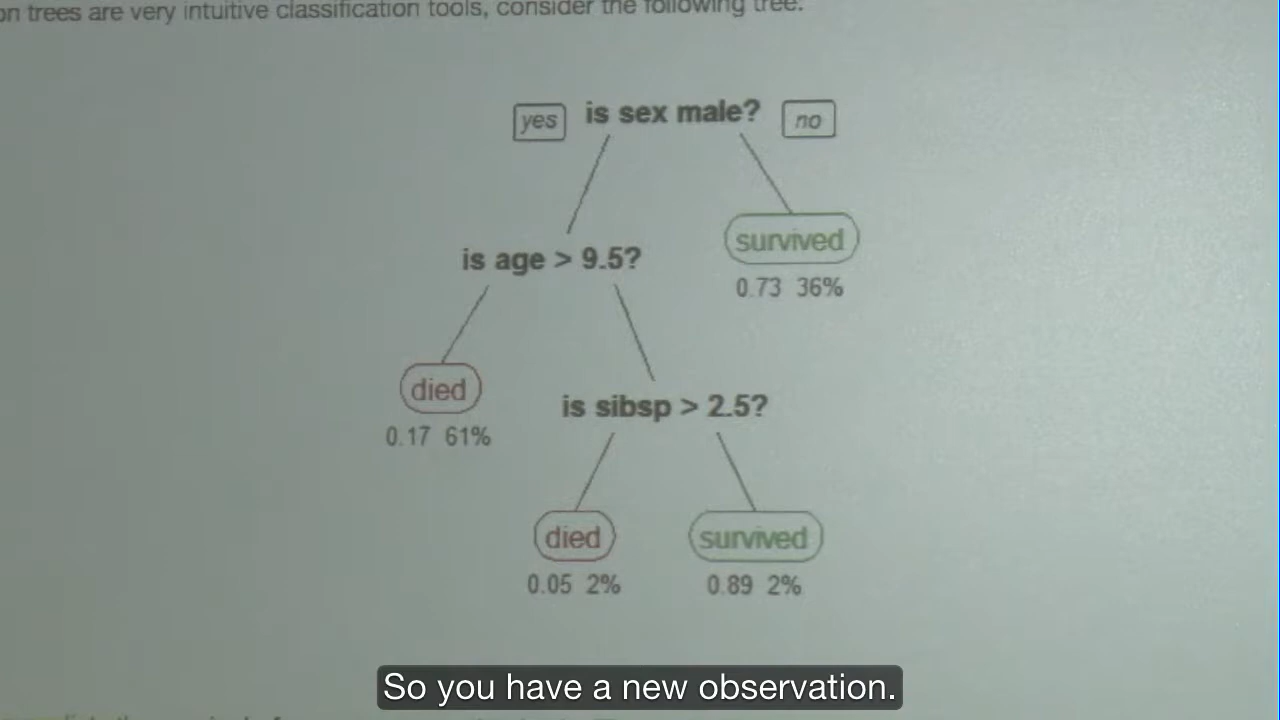 on trees are very intuitive classification tools, consider the following tree:
yes is sex male? no
survived
0.73 36%
is age > 9.5?
died
0.17 61%
is sibsp > 2.5?
died survived
0.05 2% 0.89 2%
So you have a new observation.